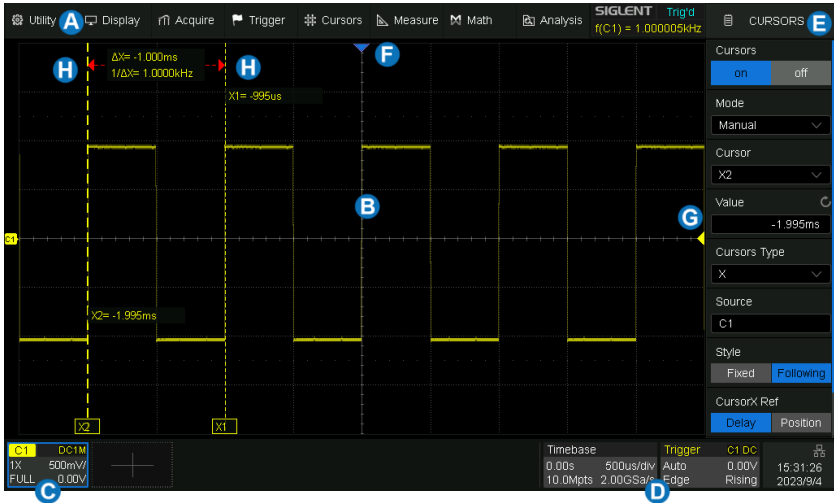 Utility A Display Acquire Trigger Cursors Measure Math Analysis SIGLENT Trig'd
f(C1) = 1.000005kHz
CURSORS E
H ΔX= -1.000ms H F
1/ΔX= 1.0000kHz
X1= -995us
B
G
C1
X2= -1.995ms
X2 X1
Cursors
on off
Mode
Manual
Cursor
X2
Value
-1.995ms
Cursors Type
X
Source
C1
Style
Fixed Following
CursorX Ref
Delay Position
C1 DC1M
1X 500mV/
FULL 0.00V
C
Timebase
0.00s 500us/div
10.0Mpts 2.00GSa/s
D
Trigger C1 DC
Auto 0.00V
Edge Rising
15:31:26
2023/9/4